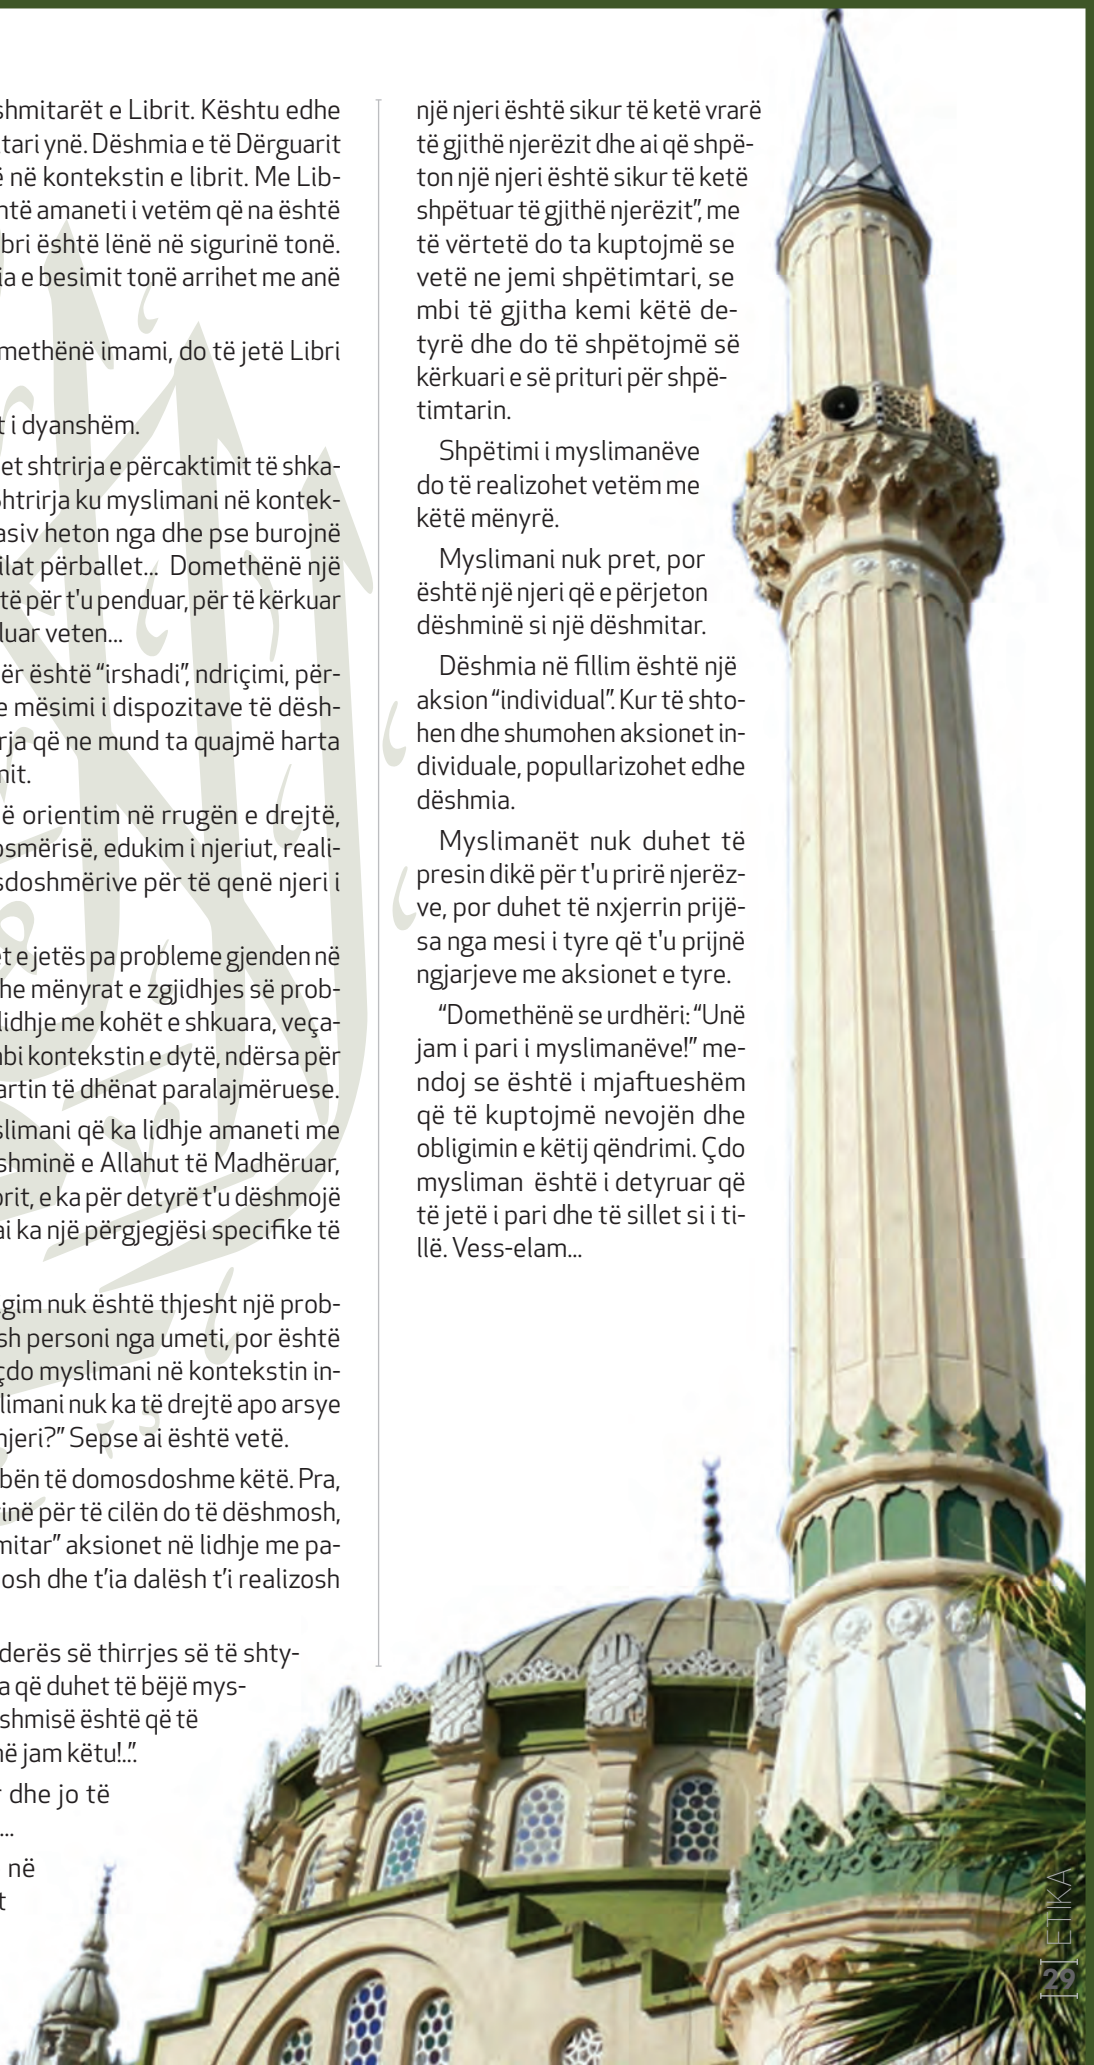 shmitarët e Librit. Kështu edhe
tari ynë. Dëshmia e të Dërguarit
në kontekstin e librit. Me Lib-
htë amaneti i vetëm që na është
bri është lënë në sigurinë tonë.
ia e besimit tonë arrihet me anë
methënë imami, do të jetë Libri
t i dyanshëm.
et shtrirja e përcaktimit të shka-
Shtrirja ku myslimani në kontek-
asiv heton nga dhe pse burojnë
ilat përballet... Domethënë një
të për t'u penduar, për të kërkuar
luar veten...
ër është “irshadi”, ndriçimi, për-
e mësimi i dispozitave të dësh-
rja që ne mund ta quajmë harta
mit.
ë orientim në rrugën e drejtë,
osmërisë, edukim i njeriut, reali-
sdoshmërive për të qenë njeri i
et e jetës pa probleme gjenden në
he mënyrat e zgjidhjes së prob-
lidhje me kohët e shkuara, veça-
mbi kontekstin e dytë, ndërsa për
artin të dhënat paralajmëruese.
slimani që ka lidhje amaneti me
shminë e Allahut të Madhëruar,
orit, e ka për detyrë t'u dëshmojë
ai ka një përgjegjësi specifike të
gim nuk është thjesht një prob-
sh personi nga umeti, por është
çdo myslimani në kontekstin in-
limani nuk ka të drejtë apo arsye
njeri?” Sepse ai është vetë.
bën të domosdoshme këtë. Pra,
inë për të cilën do të dëshmosh,
mitar” aksionet në lidhje me pa-
osh dhe t’ia dalësh t’i realizosh
derës së thirrjes së të shty-
a që duhet të bëjë mys-
shmisë është që të
në jam këtu!..”.
r dhe jo të
...
në
t
një njeri është sikur të ketë vrarë
të gjithë njerëzit dhe ai që shpë-
ton një njeri është sikur të ketë
shpëtuar të gjithë njerëzit”, me
të vërtetë do ta kuptojmë se
vetë ne jemi shpëtimtari, se
mbi të gjitha kemi këtë de-
tyrë dhe do të shpëtojmë së
kërkuari e së prituri për shpë-
timtarin.
Shpëtimi i myslimanëve
do të realizohet vetëm me
këtë mënyrë.
Myslimani nuk pret, por
është një njeri që e përjeton
dëshminë si një dëshmitar.
Dëshmia në fillim është një
aksion “individual”. Kur të shto-
hen dhe shumohen aksionet in-
dividuale, popullarizohet edhe
dëshmia.
Myslimanët nuk duhet të
presin dikë për t'u prirë njerëz-
ve, por duhet të nxjerrin prijë-
sa nga mesi i tyre që t'u prijnë
ngjarjeve me aksionet e tyre.
“Domethënë se urdhëri: “Unë
jam i pari i myslimanëve!” me-
ndoj se është i mjaftueshëm
që të kuptojmë nevojën dhe
obligimin e këtij qëndrimi. Çdo
mysliman është i detyruar që
të jetë i pari dhe të sillet si i ti-
llë. Vess-elam...
ETIKA
29